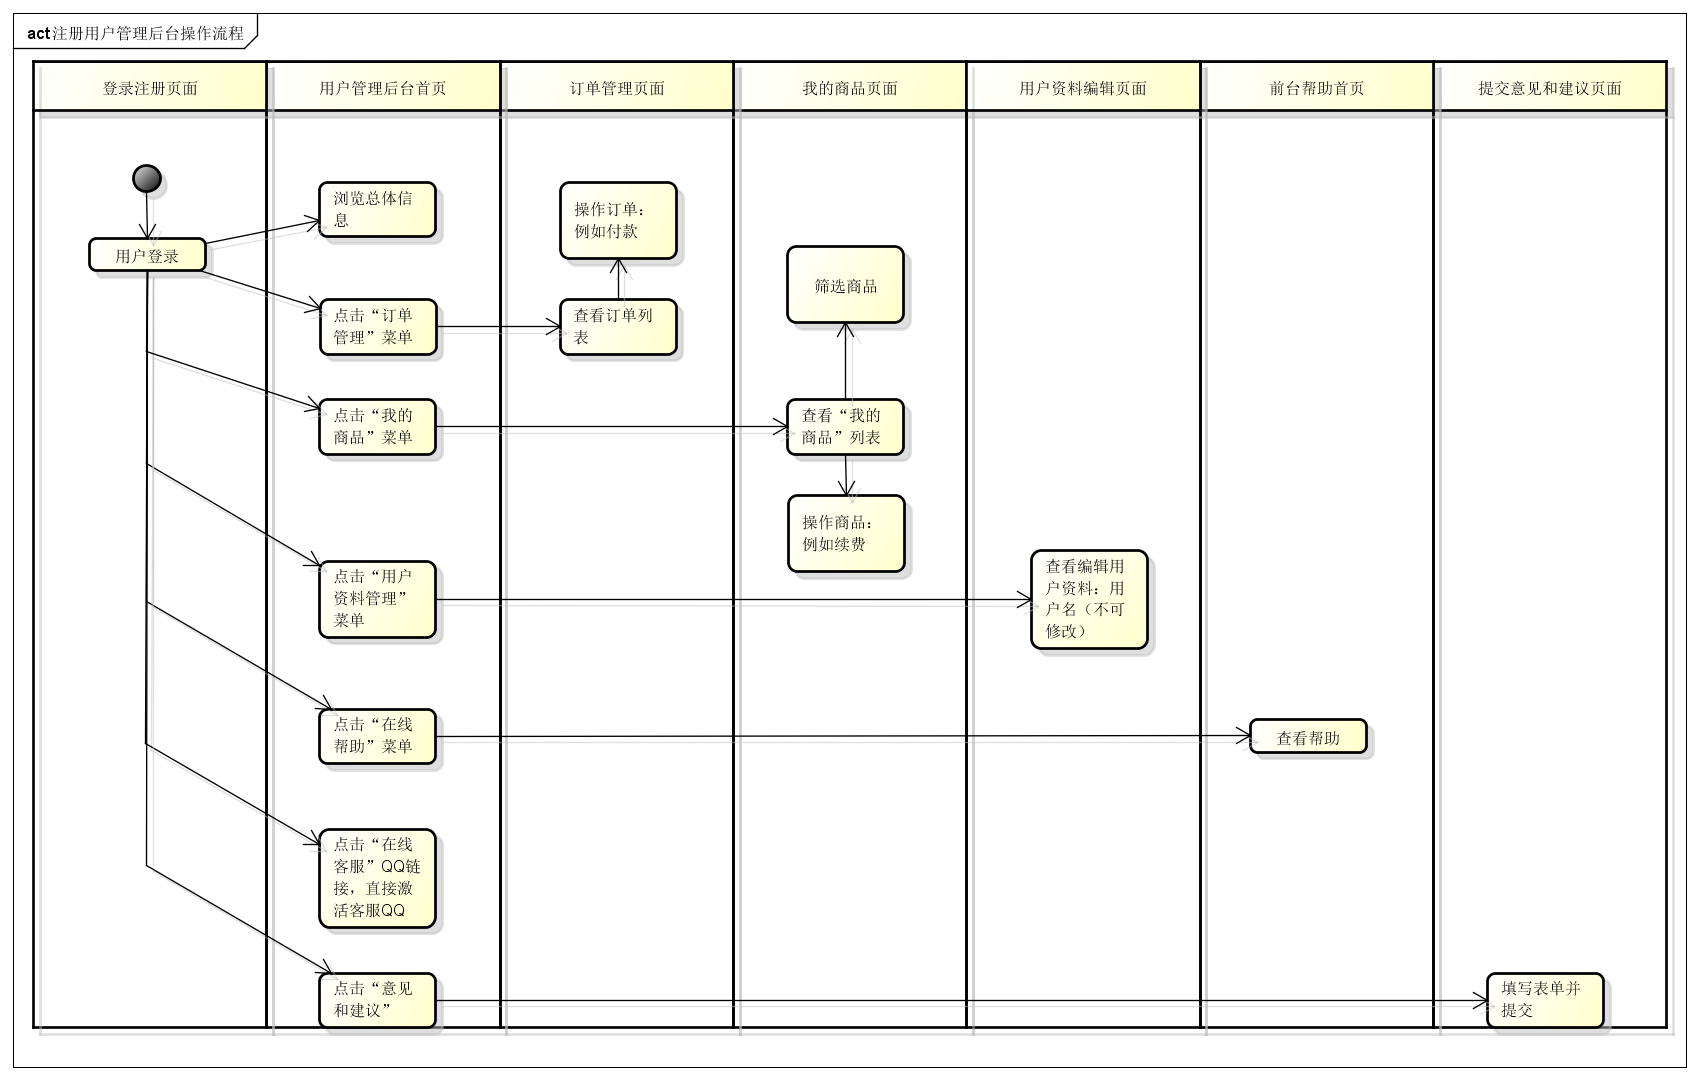 act 注册用户管理后台操作流程
登录注册页面
用户管理后台首页
订单管理页面
我的商品页面
用户资料编辑页面
前台帮助首页
提交意见和建议页面
用户登录
浏览总体信
息
点击“订单
管理”菜单
点击“我的
商品”菜单
点击“用户
资料管理”
菜单
点击“在线
帮助”菜单
点击“在线
客服”QQ链
接，直接激
活客服QQ
点击“意见
和建议”
操作订单：
例如付款
查看订单列
表
筛选商品
查看“我的
商品”列表
操作商品：
例如续费
查看编辑用
户资料：用
户名（不可
修改）
查看帮助
填写表单并
提交